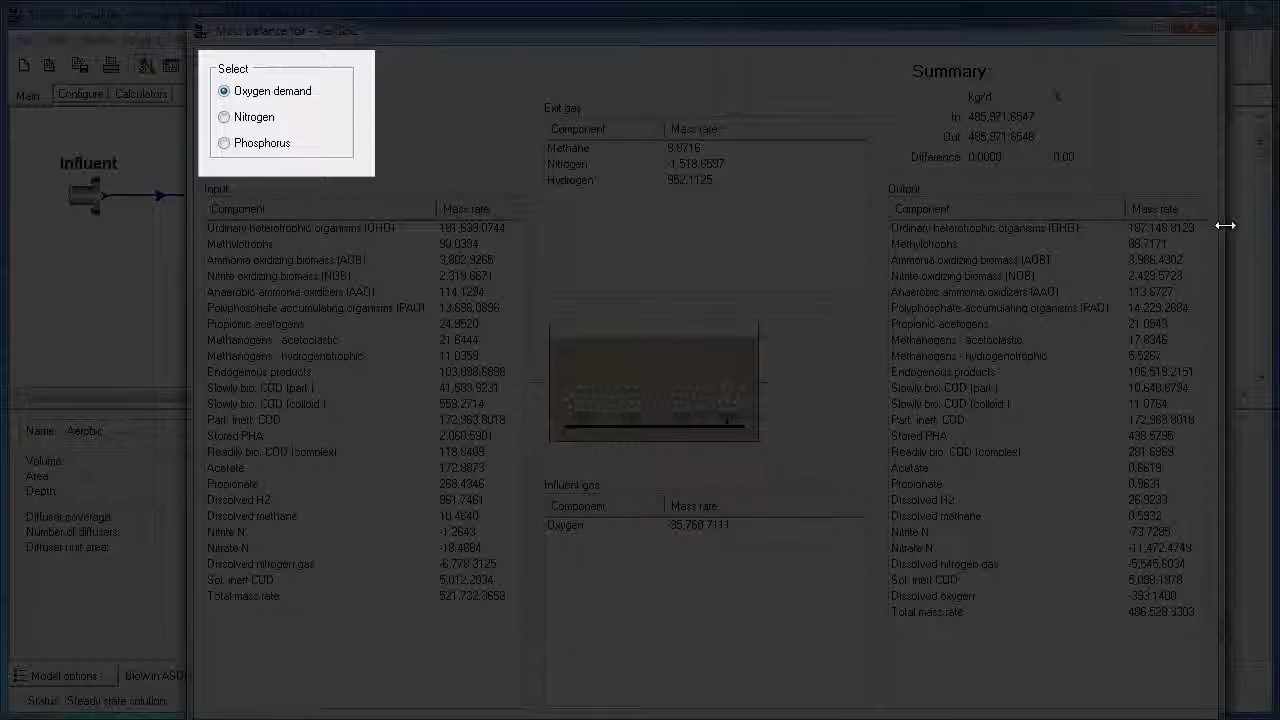 Mass balance for - Aerobic
Select
Oxygen demand
Nitrogen
Phosphorus
Main
Configure
Calculators
Influent
Summary
kg/d %
In 485,971.6547
Out 485,971.6548
Difference 0.0000 0.00
Exit gas
Component Mass rate
Methane 9.8716
Nitrogen -1,518.6597
Hydrogen 952.1125
Input
Component Mass rate
Ordinary heterotrophic organisms (OHO) 181,639.0744
Methylotrophs 90.0394
Ammonia oxidizing biomass (AOB) 3,802.9265
Nitrite oxidizing biomass (NOB) 2,319.6671
Anaerobic ammonia oxidizers (AAO) 114.1294
Polyphosphate accumulating organisms (PAO) 13,686.0896
Propionic acetogens 24.9520
Methanogens - acetoclastic 21.6444
Methanogens - hydrogenotrophic 11.0359
Endogenous products 103,098.6898
Slowly bio. COD (part.) 41,583.9231
Slowly bio. COD (colloid.) 559.2714
Part. inert. COD 172,963.8018
Stored PHA 2,060.5901
Readily bio. COD (complex) 118.8409
Acetate 172.8873
Propionate 268.4346
Dissolved H2 961.7461
Dissolved methane 10.4640
Nitrite N -1.2643
Nitrate N -18.4884
Dissolved nitrogen gas -6,778.3125
Sol. inert COD 5,012.2034
Total mass rate 521,732.3658
Influent gas
Component Mass rate
Oxygen -35,760.7111
Output
Component Mass rate
Ordinary heterotrophic organisms (OHO) 187,148.8123
Methylotrophs 88.7171
Ammonia oxidizing biomass (AOB) 3,986.4302
Nitrite oxidizing biomass (NOB) 2,429.5723
Anaerobic ammonia oxidizers (AAO) 113.6727
Polyphosphate accumulating organisms (PAO) 14,229.2684
Propionic acetogens 21.0943
Methanogens - acetoclastic 17.8346
Methanogens - hydrogenotrophic
Endogenous products 106,519.2151
Slowly bio. COD (part.) 10,640.6794
Slowly bio. COD (colloid.) 11.0764
Part. inert. COD 172,963.8018
Stored PHA 438.5795
Readily bio. COD (complex) 281.6969
Acetate 0.6619
Propionate 0.9631
Dissolved H2 26.9233
Dissolved methane 0.5932
Nitrite N -73.7285
Nitrate N -11,472.4749
Dissolved nitrogen gas -5,545.6034
Sol. inert COD 5,098.1978
Dissolved oxygen -393.1400
Total mass rate 486,528.3303
Name: Aerobic
Volume:
Area:
Depth:
Diffuser coverage:
Number of diffusers:
Diffuser unit area:
Model options
BioWin ASD
Status: Steady state solution